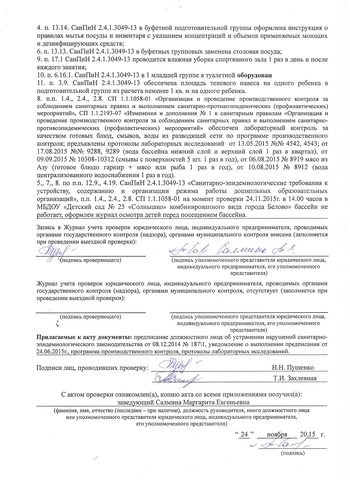 4. п. 13.14. СанПиН 2.4.1.3049-13 в буфетной подготовительной группы оформлена инструкция о
правилах мытья посуды и инвентаря с указанием концентраций и объемов применяемых моющих
и дезинфицирующих средств;
6. п. 13.13. СанПиН 2.4.1.3049-13 в буфетных групповых заменена столовая посуда;
9. п. 17.1 СанПиН 2.4.1.3049-13 проводится влажная уборка спортивного зала 1 раз в день и после
каждого занятия;
10. п. 6.16.1. СанПиН 2.4.1.3049-13 в 1 младшей группе в туалетной оборудован
11. п. 3.9. СанПиН 2.4.1.3049-13 обеспечена площадь теневого навеса на одного ребенка в
подготовительной группе из расчета неменее 1 кв. м на одного ребенка.
8. п.п. 1.4., 2.4., 2.8. СП 1.1.1058-01 «Организация и проведение производственного контроля за
соблюдением санитарных правил и выполнением санитарно-противоэпидемических (профилактических)
мероприятий», СП 1.1.2193-07 «Изменения и дополнения № 1 к санитарным правилам «Организация и
проведение производственного контроля за соблюдением санитарных правил и выполнением санитарно-
противоэпидемических (профилактических) мероприятий» обеспечен лабораторный контроль за
качеством готовых блюд, смывов, воды из разводящей сети по программе производственного
контроля; предъявлены протоколы лабораторных исследований от 13.05.2015 №№ 4542, 4543; от
17.08.2015 №№ 9288, 9289 (вода бассейна нижний слой и верхний слой 1 раз в квартал), от
09.09.2015 № 10308-10312 (смывы с поверхностей 5 шт. 1 раз в год), от 06.08.2015 № 8919 мясо из
Азу (готовое блюдо гарнир + мясо или рыба 1 раз в год), от 10.08.2015 № 8912 (вода
централизованного водоснабжения 1 раз в год).
5., 7., 8. по п.п. 12.9., 4.19. СанПиН 2.4.1.3049-13 «Санитарно-эпидемиологические требования к
устройству, содержанию и организации режима работы дошкольных образовательных
организаций», п.п. 1.4., 2.4., 2.8. СП 1.1.1058-01 на момент проверки 24.11.2015г. в 14.00 часов в
МБДОУ «Детский сад № 25 «Солнышко» комбинированного вида города Белово» бассейн не
работает, оформлен журнал осмотра детей перед посещением бассейна.
Запись в Журнал учета проверок юридического лица, индивидуального предпринимателя, проводимых
органами государственного контроля (надзора), органами муниципального контроля внесена (заполняется
при проведении выездной проверки):
(подпись проверяющего) (подпись уполномоченного представителя юридического лица,
индивидуального предпринимателя, его уполномоченного
представителя)
Журнал учета проверок юридического лица, индивидуального предпринимателя, проводимых органами
государственного контроля (надзора), органами муниципального контроля, отсутствует (заполняется при
проведении выездной проверки):
(подпись проверяющего) (подпись уполномоченного представителя юридического лица,
индивидуального предпринимателя, его уполномоченного
представителя)
Прилагаемые к акту документы: предписание должностного лица об устранении нарушений санитарно-
эпидемиологического законодательства от 08.12.2014 № 187\1, уведомление о выполнении предписания от
24.06.2015г., программа производственного контроля, протоколы лабораторных исследований.
Подписи лиц, проводивших проверку: Н.Н. Пушенко
Т.И. Захлевная
С актом проверки ознакомлен(а), копию акта со всеми приложениями получил(а):
заведующий Салмина Маргарита Евгеньевна
(фамилия, имя, отчество (последнее – при наличии), должность руководителя, иного должностного лица
или уполномоченного представителя юридического лица, индивидуального предпринимателя,
его уполномоченного представителя)
" 24 " ноября 2015 г.
(подпись)